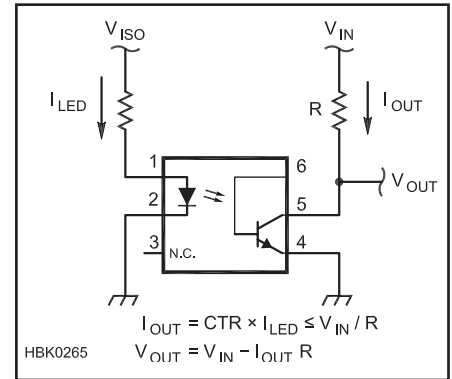 V_ISO V_IN
I_LED R I_OUT
1 6
V_OUT
2 5
3 N.C. 4
I_OUT = CTR × I_LED ≤ V_IN / R
HBK0265 V_OUT = V_IN − I_OUT R